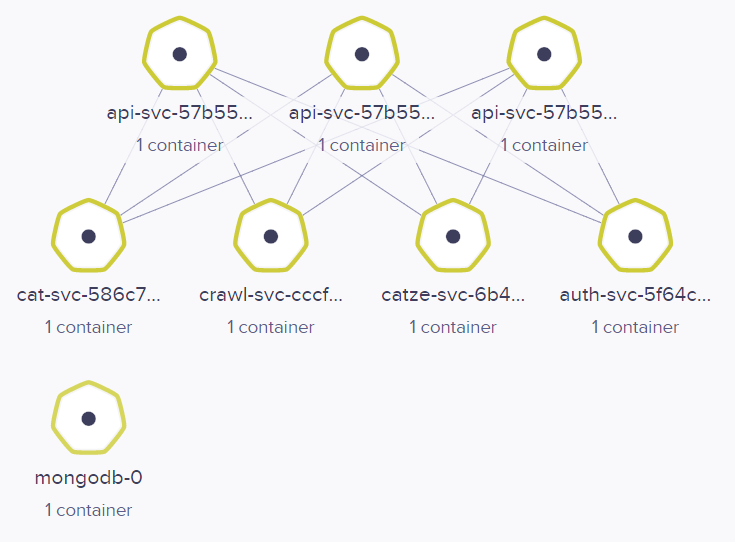 api-svc-57b55...
api-svc-57b55...
api-svc-57b55...
1 container
1 container
1 container
cat-svc-586c7...
crawl-svc-cccf...
catze-svc-6b4...
auth-svc-5f64c...
1 container
1 container
1 container
1 container
mongodb-0
1 container